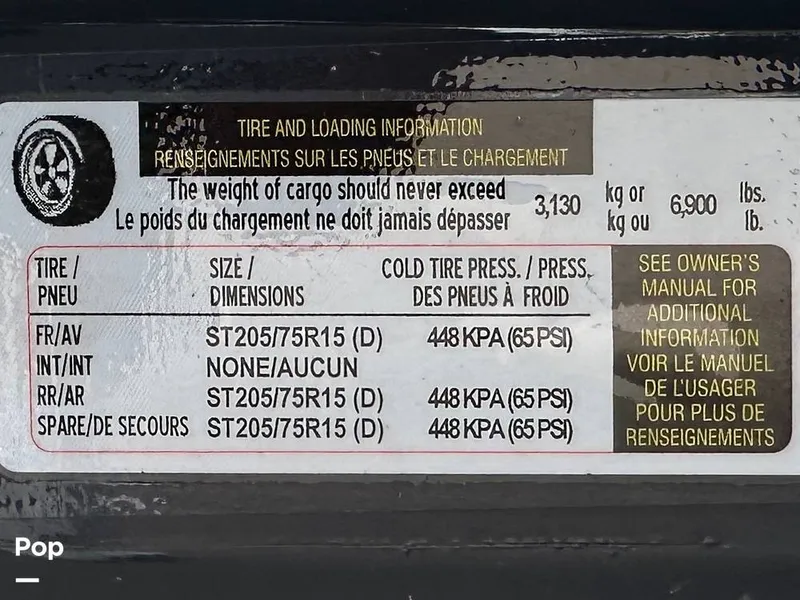 TIRE AND LOADING INFORMATION
RENSEIGNEMENTS SUR LES PNEUS ET LE CHARGEMENT
The weight of cargo should never exceed 3,130 kg or 6,900 lbs.
Le poids du chargement ne doit jamais dépasser kg ou lb.
TIRE / SIZE / COLD TIRE PRESS. / PRESS.
PNEU DIMENSIONS DES PNEUS À FROID
FR/AV ST205/75R15 (D) 448 KPA (65 PSI)
INT/INT NONE/AUCUN
RR/AR ST205/75R15 (D) 448 KPA (65 PSI)
SPARE/DE SECOURS ST205/75R15 (D) 448 KPA (65 PSI)
SEE OWNER'S
MANUAL FOR
ADDITIONAL
INFORMATION
VOIR LE MANUEL
DE L'USAGER
POUR PLUS DE
RENSEIGNEMENTS
Pop